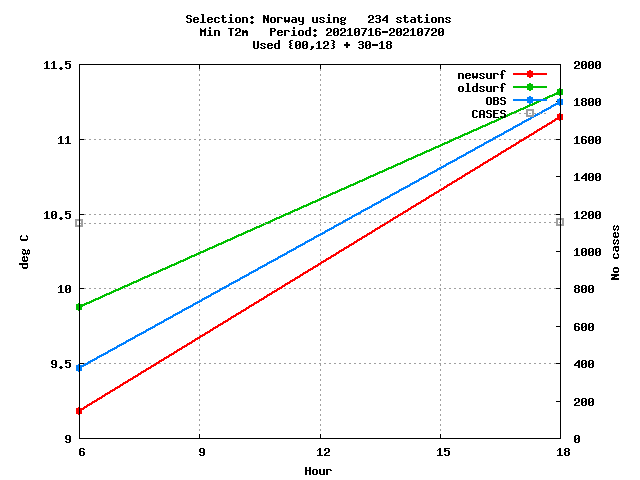 Selection: Norway using   234 stations
Min T2m   Period: 20210716-20210720
Used {00,12} + 30-18
newsurf
oldsurf
OBS
CASES
11.5
11
10.5
10
9.5
9
2000
1800
1600
1400
1200
1000
800
600
400
200
0
deg C
No cases
6 9 12 15 18
Hour